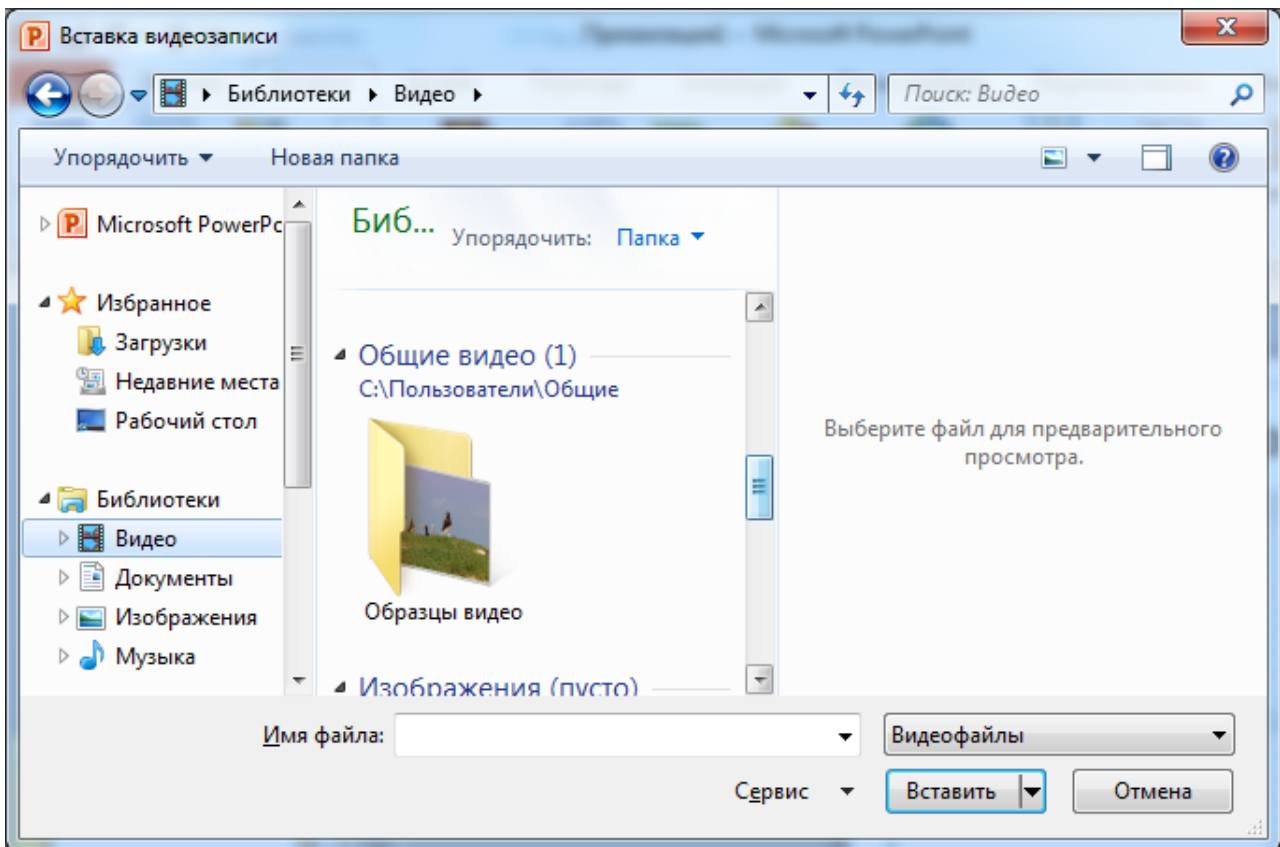 Вставка видеозаписи
Библиотеки Видео
Поиск: Видео
Упорядочить Новая папка
Microsoft PowerPo
Избранное
Загрузки
Недавние места
Рабочий стол
Библиотеки
Видео
Документы
Изображения
Музыка
Биб... Упорядочить: Папка
Общие видео (1)
C:\Пользователи\Общие
Образцы видео
Изображения (пусто)
Выберите файл для предварительного
просмотра.
Имя файла: Видеофайлы
Сервис Вставить Отмена